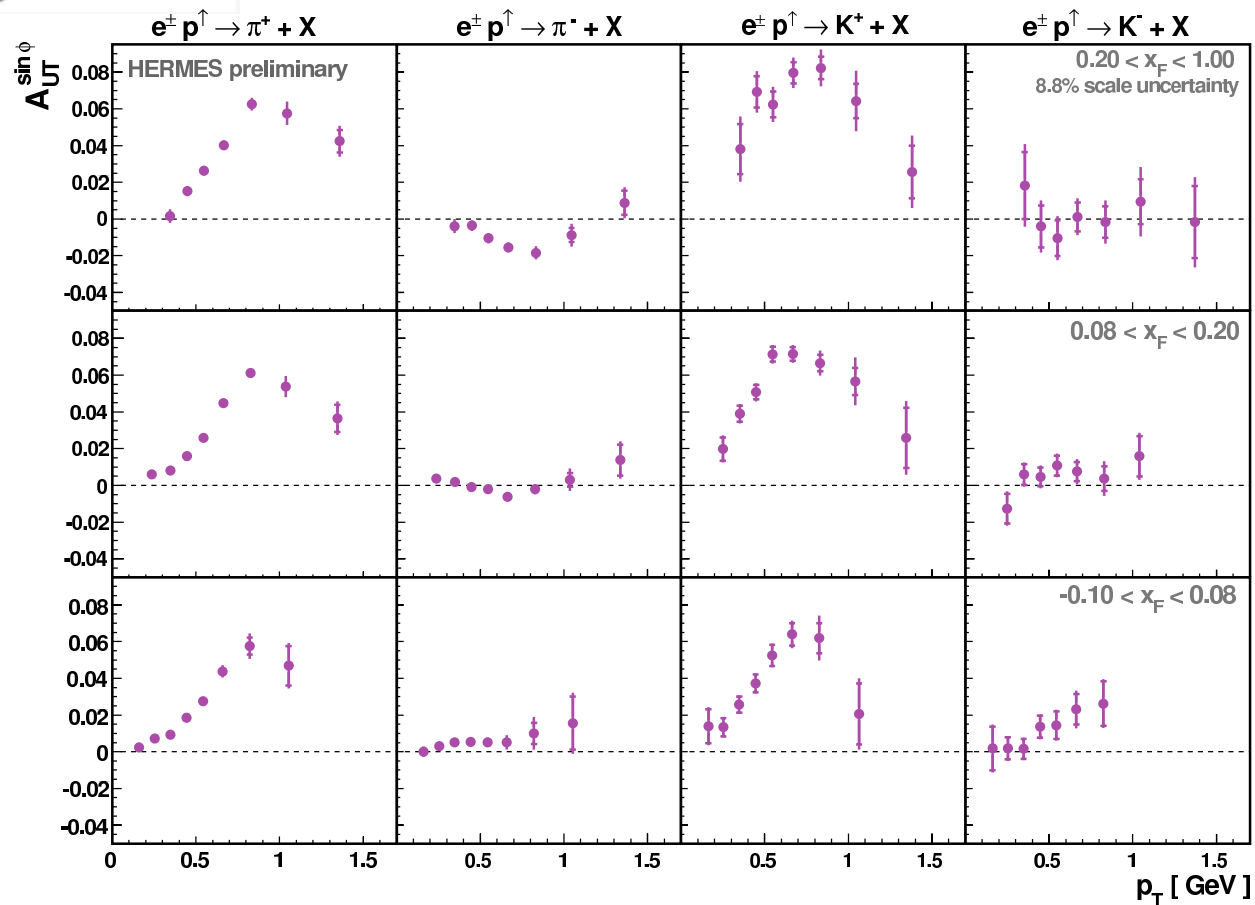 e± p↑ → π+ + X
e± p↑ → π- + X
e± p↑ → K+ + X
e± p↑ → K- + X
A_UT^sin ϕ
HERMES preliminary
0.20 < x_F < 1.00
8.8% scale uncertainty
0.08
0.06
0.04
0.02
0
-0.02
-0.04
0.08 < x_F < 0.20
0.08
0.06
0.04
0.02
0
-0.02
-0.04
-0.10 < x_F < 0.08
0.08
0.06
0.04
0.02
0
-0.02
-0.04
0 0.5 1 1.5 0.5 1 1.5 0.5 1 1.5 0.5 1 1.5
p_T [ GeV ]